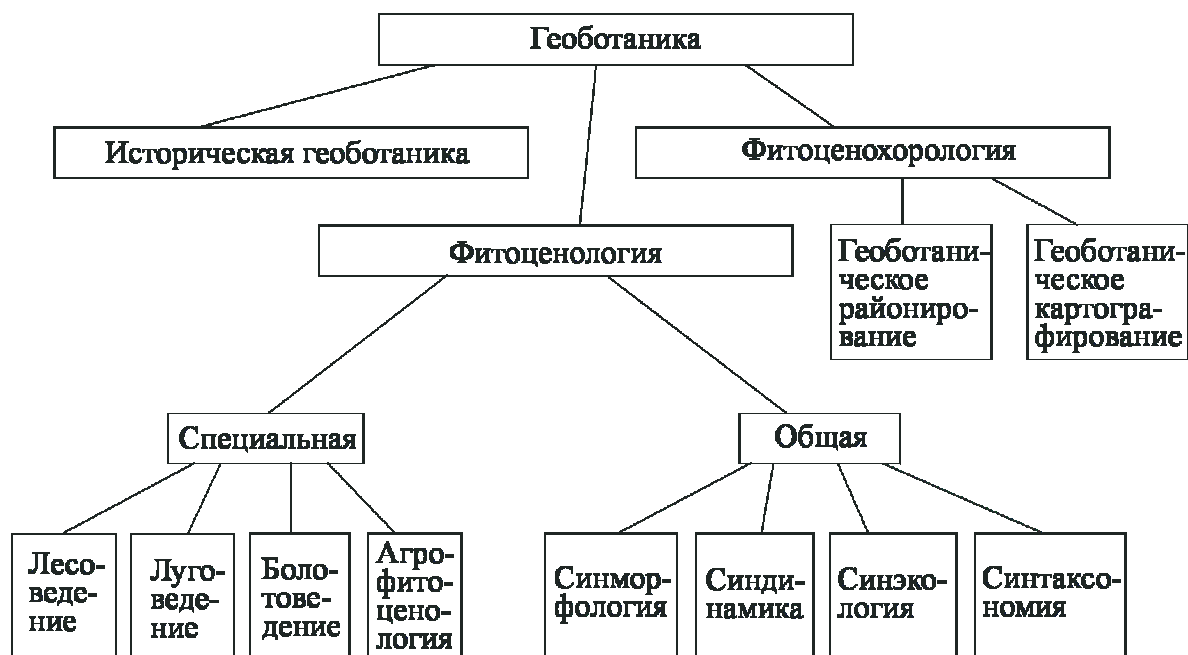 Геоботаника
Историческая геоботаника
Фитоценохорология
Фитоценология
Геоботани-
ческое
районирo-
вание
Геоботани-
ческое
картогра-
фирование
Специальная
Общая
Лесо-
веде-
ние
Луго-
веде-
ние
Боло-
тове-
дение
Агро-
фито-
цено-
логия
Синмор-
фология
Синди-
намика
Синэко-
логия
Синтаксо-
номия